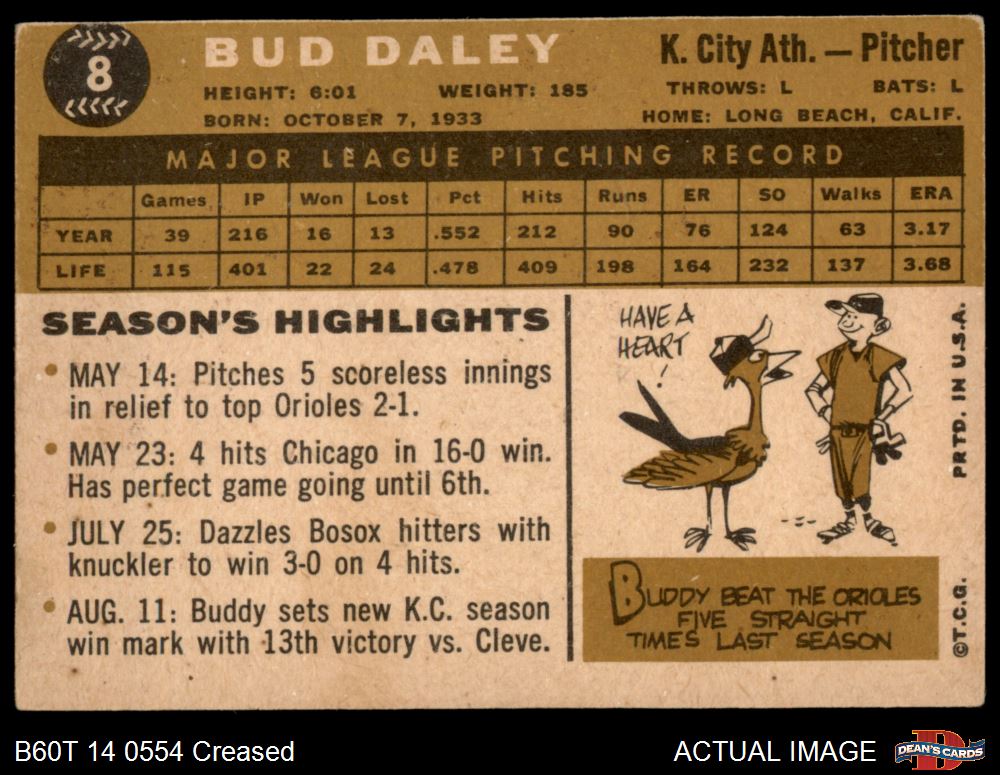 8
BUD DALEY
K. City Ath. — Pitcher
HEIGHT: 6:01 WEIGHT: 185 THROWS: L BATS: L
BORN: OCTOBER 7, 1933 HOME: LONG BEACH, CALIF.
MAJOR LEAGUE PITCHING RECORD
Games IP Won Lost Pct Hits Runs ER SO Walks ERA
YEAR 39 216 16 13 .552 212 90 76 124 63 3.17
LIFE 115 401 22 24 .478 409 198 164 232 137 3.68
SEASON'S HIGHLIGHTS
• MAY 14: Pitches 5 scoreless innings
in relief to top Orioles 2-1.
• MAY 23: 4 hits Chicago in 16-0 win.
Has perfect game going until 6th.
• JULY 25: Dazzles Bosox hitters with
knuckler to win 3-0 on 4 hits.
• AUG. 11: Buddy sets new K.C. season
win mark with 13th victory vs. Cleve.
HAVE A
HEART
!
BUDDY BEAT THE ORIOLES
FIVE STRAIGHT
TIMES LAST SEASON
PRTD. IN U.S.A.
©T.C.G.
B60T 14 0554 Creased
ACTUAL IMAGE
D
DEAN'S CARDS